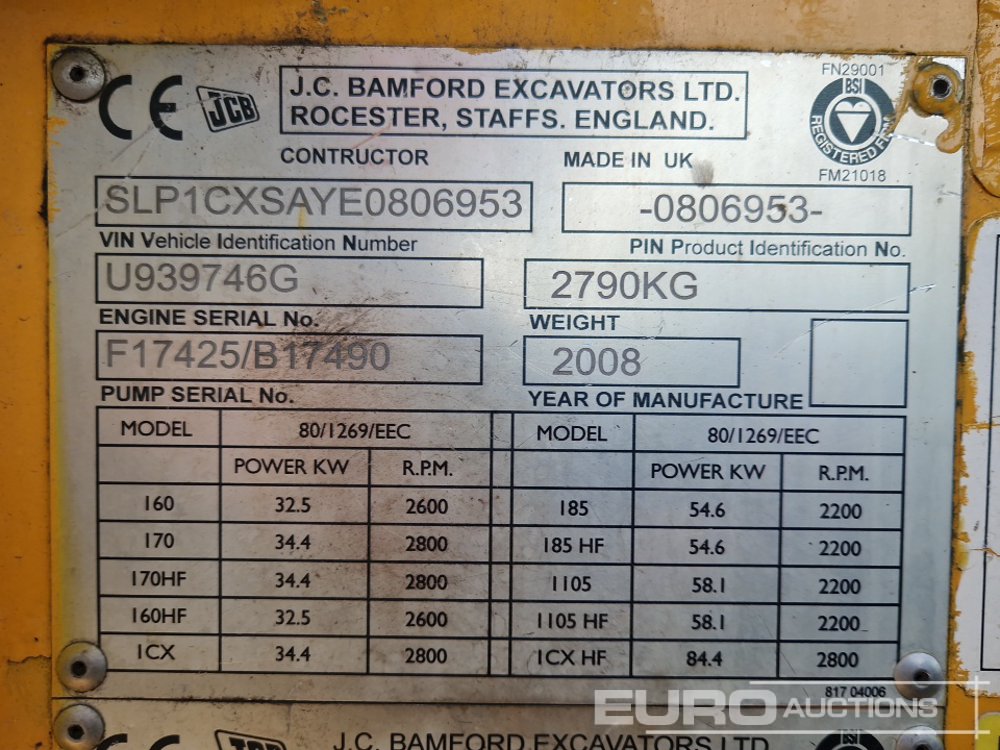 CE JCB J.C. BAMFORD EXCAVATORS LTD.
ROCESTER, STAFFS. ENGLAND.
FN29001
BSI
REGISTERED FIRM
FM21018
CONTRUCTOR MADE IN UK
SLP1CXSAYE0806953 -0806953-
VIN Vehicle Identification Number PIN Product Identification No.
U939746G 2790KG
ENGINE SERIAL No. WEIGHT
F17425/B17490 2008
PUMP SERIAL No. YEAR OF MANUFACTURE
MODEL 80/1269/EEC MODEL 80/1269/EEC
POWER KW R.P.M. POWER KW R.P.M.
160 32.5 2600 185 54.6 2200
170 34.4 2800 185 HF 54.6 2200
170HF 34.4 2800 1105 58.1 2200
160HF 32.5 2600 1105 HF 58.1 2200
1CX 34.4 2800 1CX HF 84.4 2800
817 04006
EURO AUCTIONS
CE JCB J.C. BAMFORD EXCAVATORS LTD. BSI